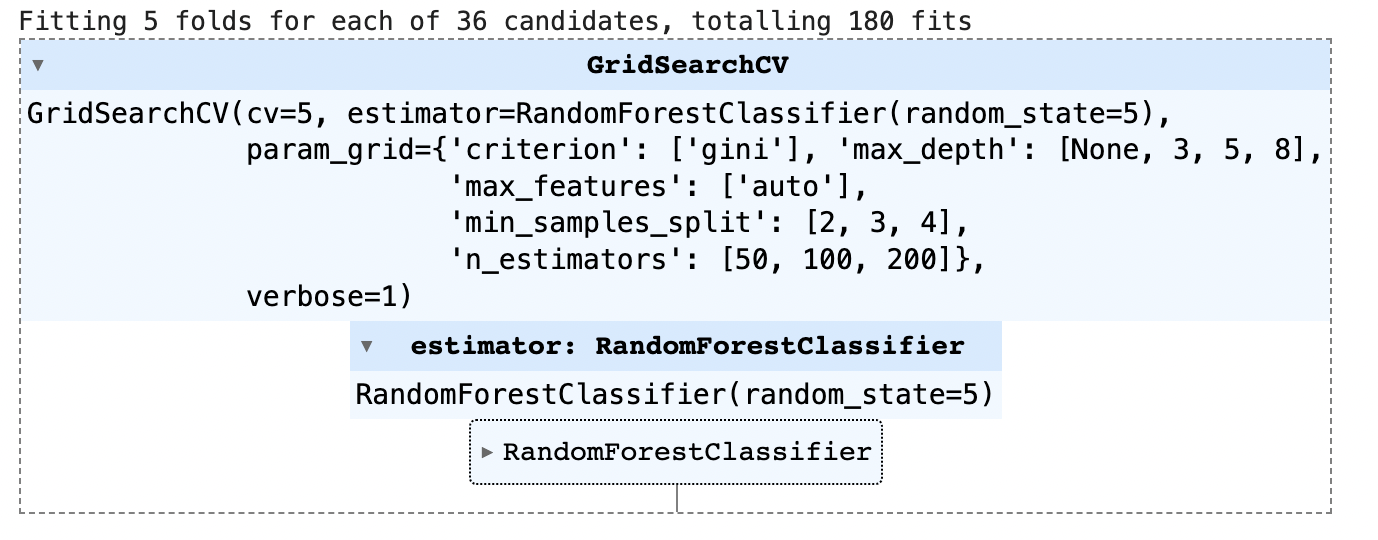 Fitting 5 folds for each of 36 candidates, totalling 180 fits
GridSearchCV
GridSearchCV(cv=5, estimator=RandomForestClassifier(random_state=5),
             param_grid={'criterion': ['gini'], 'max_depth': [None, 3, 5, 8],
                         'max_features': ['auto'],
                         'min_samples_split': [2, 3, 4],
                         'n_estimators': [50, 100, 200]},
             verbose=1)
estimator: RandomForestClassifier
RandomForestClassifier(random_state=5)
RandomForestClassifier